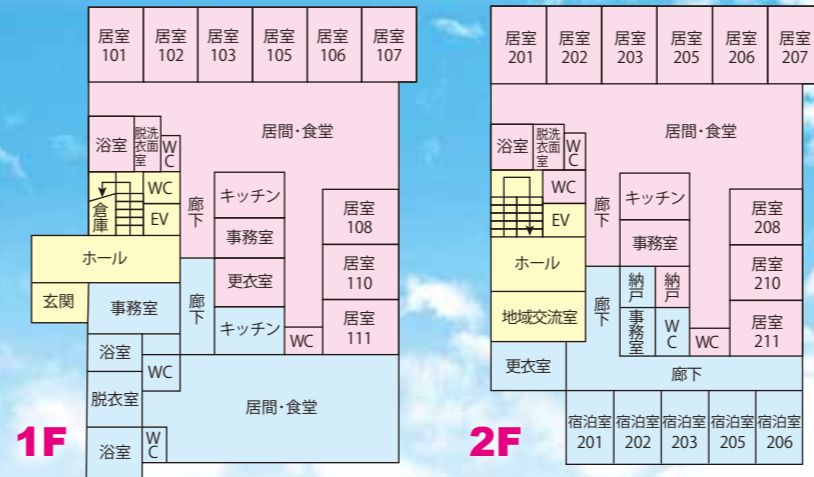 居室
101
居室
102
居室
103
居室
105
居室
106
居室
107
居間・食堂
浴室
脱衣室
洗面
WC
倉庫
WC
EV
廊下
キッチン
事務室
居室
108
ホール
更衣室
居室
110
玄関
事務室
廊下
キッチン
WC
居室
111
浴室
WC
脱衣室
居間・食堂
浴室
WC
1F
居室
201
居室
202
居室
203
居室
205
居室
206
居室
207
居間・食堂
浴室
脱衣室
洗面
WC
WC
EV
廊下
キッチン
事務室
居室
208
ホール
納戸
納戸
居室
210
地域交流室
廊下
事務室
WC
WC
居室
211
更衣室
廊下
宿泊室
201
宿泊室
202
宿泊室
203
宿泊室
205
宿泊室
206
2F